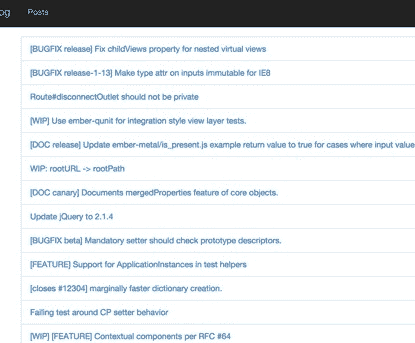 og Posts
[BUGFIX release] Fix childViews property for nested virtual views
[BUGFIX release-1-13] Make type attr on inputs immutable for IE8
Route#disconnectOutlet should not be private
[WIP] Use ember-qunit for integration style view layer tests.
[DOC release] Update ember-metal/is_present.js example return value to true for cases where input value
WIP: rootURL -> rootPath
[DOC canary] Documents mergedProperties feature of core objects.
Update jQuery to 2.1.4
[BUGFIX beta] Mandatory setter should check prototype descriptors.
[FEATURE] Support for ApplicationInstances in test helpers
[closes #12304] marginally faster dictionary creation.
Failing test around CP setter behavior
[WIP] [FEATURE] Contextual components per RFC #64